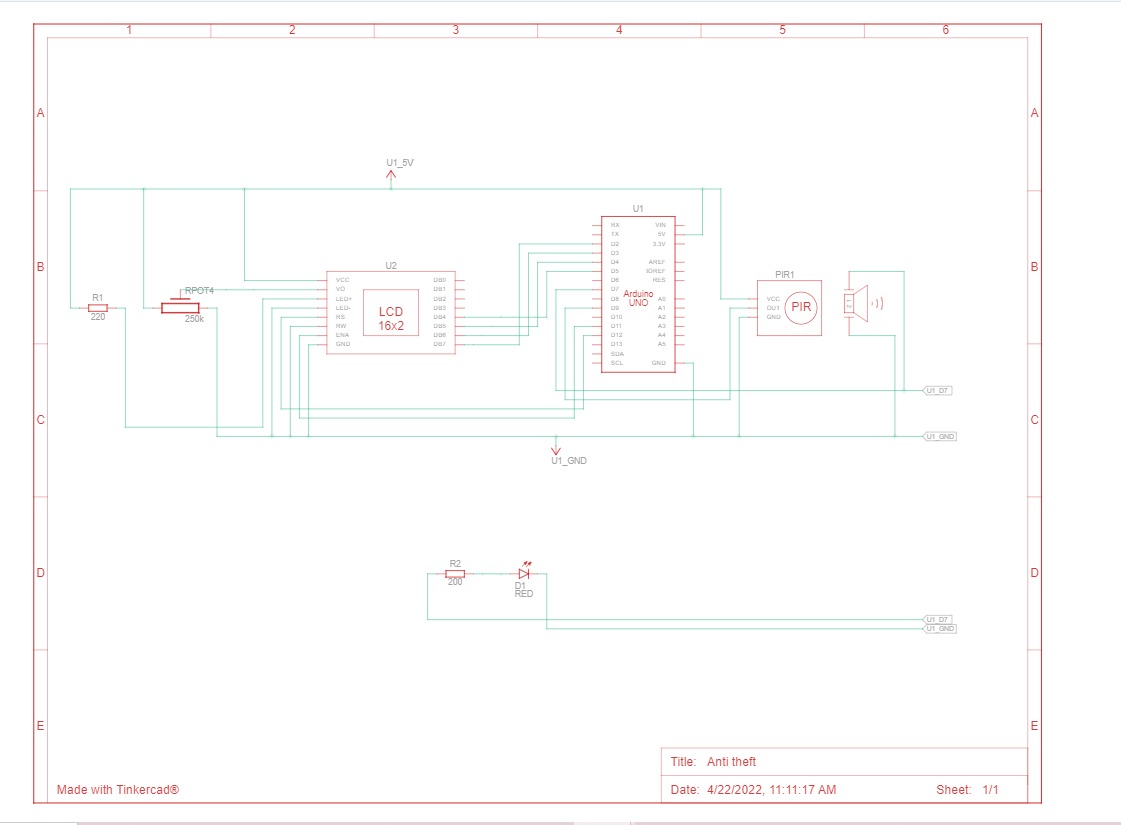 1 2 3 4 5 6
A A
U1_5V
B B
U1
RX VIN
TX 5V
D2 3.3V
D3
D4 AREF
D5 IOREF
D6 RES
D7
D8 A0
D9 A1
D10 A2
D11 A3
D12 A4
D13 A5
SDA
SCL GND
Arduino
UNO
U2
VCC DB0
VO DB1
LED+ DB2
LED- DB3
RS DB4
RW DB5
ENA DB6
GND DB7
LCD
16x2
R1
220
RPOT4
250k
PIR1
VCC
OUT
GND
PIR
1 2
U1_D7
C C
U1_GND
U1_GND
D D
R2
200
D1
RED
U1_D7
U1_GND
E E
Title: Anti theft
Made with Tinkercad®
Date: 4/22/2022, 11:11:17 AM Sheet: 1/1